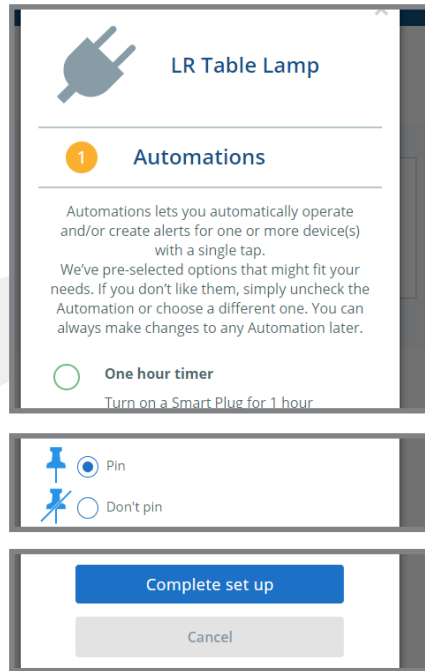 LR Table Lamp
1
Automations
Automations lets you automatically operate
and/or create alerts for one or more device(s)
with a single tap.
We've pre-selected options that might fit your
needs. If you don't like them, simply uncheck the
Automation or choose a different one. You can
always make changes to any Automation later.
One hour timer
Turn on a Smart Plug for 1 hour
Pin
Don't pin
Complete set up
Cancel